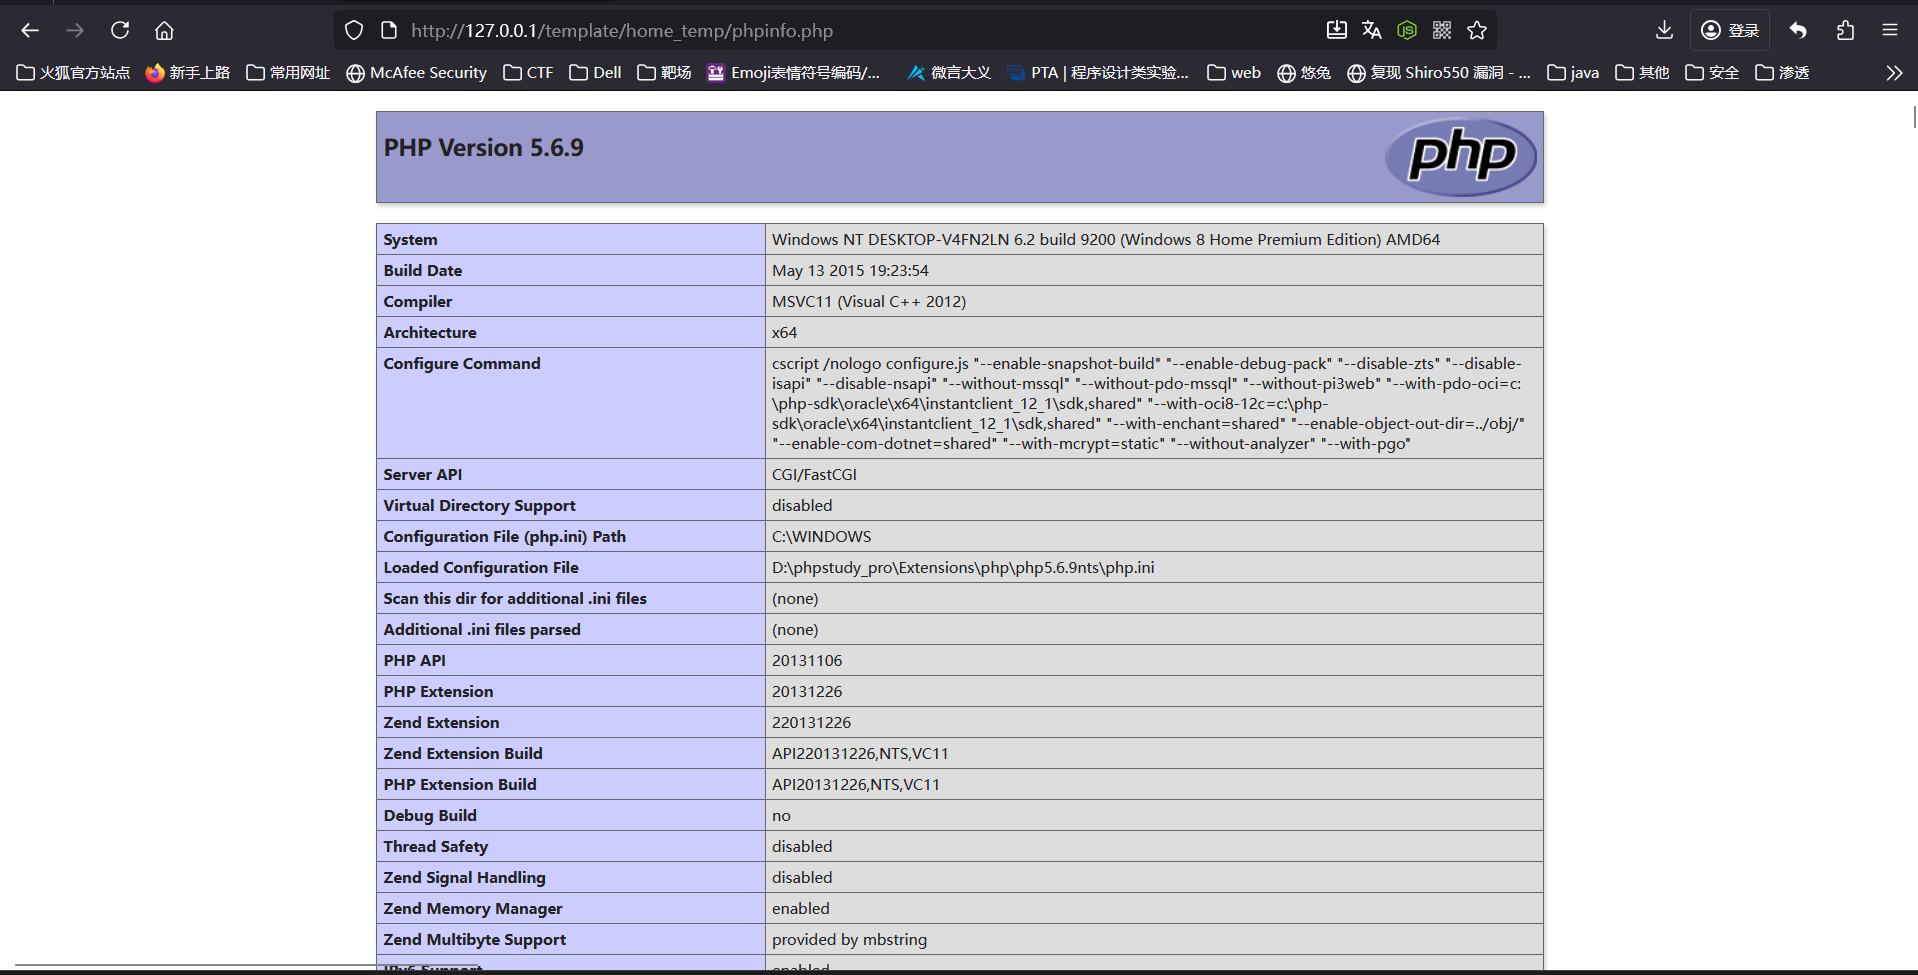 http://127.0.0.1/template/home_temp/phpinfo.php
登录
火狐官方站点 新手上路 常用网址 McAfee Security CTF Dell 靶场 Emoji表情符号编码/... 微言大义 PTA | 程序设计类实验... web 悠兔 复现 Shiro550 漏洞 - ... java 其他 安全 渗透
PHP Version 5.6.9
php
System Windows NT DESKTOP-V4FN2LN 6.2 build 9200 (Windows 8 Home Premium Edition) AMD64
Build Date May 13 2015 19:23:54
Compiler MSVC11 (Visual C++ 2012)
Architecture x64
Configure Command cscript /nologo configure.js "--enable-snapshot-build" "--enable-debug-pack" "--disable-zts" "--disable-
isapi" "--disable-nsapi" "--without-mssql" "--without-pdo-mssql" "--without-pi3web" "--with-pdo-oci=c:
\php-sdk\oracle\x64\instantclient_12_1\sdk,shared" "--with-oci8-12c=c:\php-
sdk\oracle\x64\instantclient_12_1\sdk,shared" "--with-enchant=shared" "--enable-object-out-dir=../obj/"
"--enable-com-dotnet=shared" "--with-mcrypt=static" "--without-analyzer" "--with-pgo"
Server API CGI/FastCGI
Virtual Directory Support disabled
Configuration File (php.ini) Path C:\WINDOWS
Loaded Configuration File D:\phpstudy_pro\Extensions\php\php5.6.9nts\php.ini
Scan this dir for additional .ini files (none)
Additional .ini files parsed (none)
PHP API 20131106
PHP Extension 20131226
Zend Extension 220131226
Zend Extension Build API220131226,NTS,VC11
PHP Extension Build API20131226,NTS,VC11
Debug Build no
Thread Safety disabled
Zend Signal Handling disabled
Zend Memory Manager enabled
Zend Multibyte Support provided by mbstring
IPv6 Support enabled